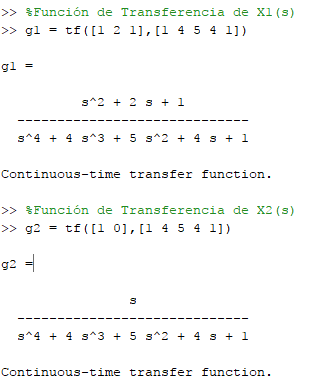 >> %Función de Transferencia de X1(s)
>> g1 = tf([1 2 1],[1 4 5 4 1])
g1 =
s^2 + 2 s + 1
-----------------------------
s^4 + 4 s^3 + 5 s^2 + 4 s + 1
Continuous-time transfer function.
>> %Función de Transferencia de X2(s)
>> g2 = tf([1 0],[1 4 5 4 1])
g2 =
s
-----------------------------
s^4 + 4 s^3 + 5 s^2 + 4 s + 1
Continuous-time transfer function.